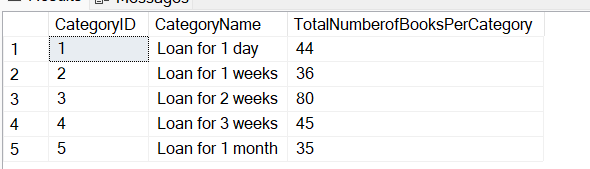 Messages
CategoryID CategoryName TotalNumberofBooksPerCategory
1 1 Loan for 1 day 44
2 2 Loan for 1 weeks 36
3 3 Loan for 2 weeks 80
4 4 Loan for 3 weeks 45
5 5 Loan for 1 month 35